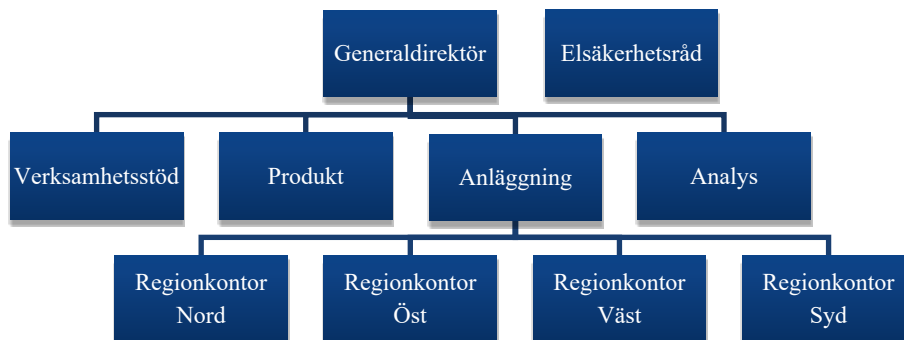 Generaldirektör
Elsäkerhetsråd
Verksamhetsstöd
Produkt
Anläggning
Analys
Regionkontor
Nord
Regionkontor
Öst
Regionkontor
Väst
Regionkontor
Syd